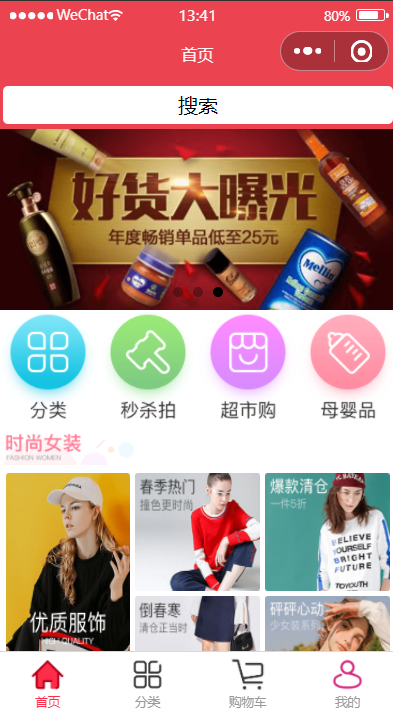 WeChat 13:41 80%
首页
搜索
好货大曝光
年度畅销单品低至25元
Mellin
分类 秒杀拍 超市购 母婴品
时尚女装
FASHION WOMEN
优质服饰
HIGH QUALITY
春季热门
撞色更时尚
爆款清仓
一件5折
BATEAU
BELIEVE
YOURSELF
BRIGHT
FUTURE
TOYOUTH
倒春寒
清仓正当时
砰砰心动
少女装系列
首页 分类 购物车 我的